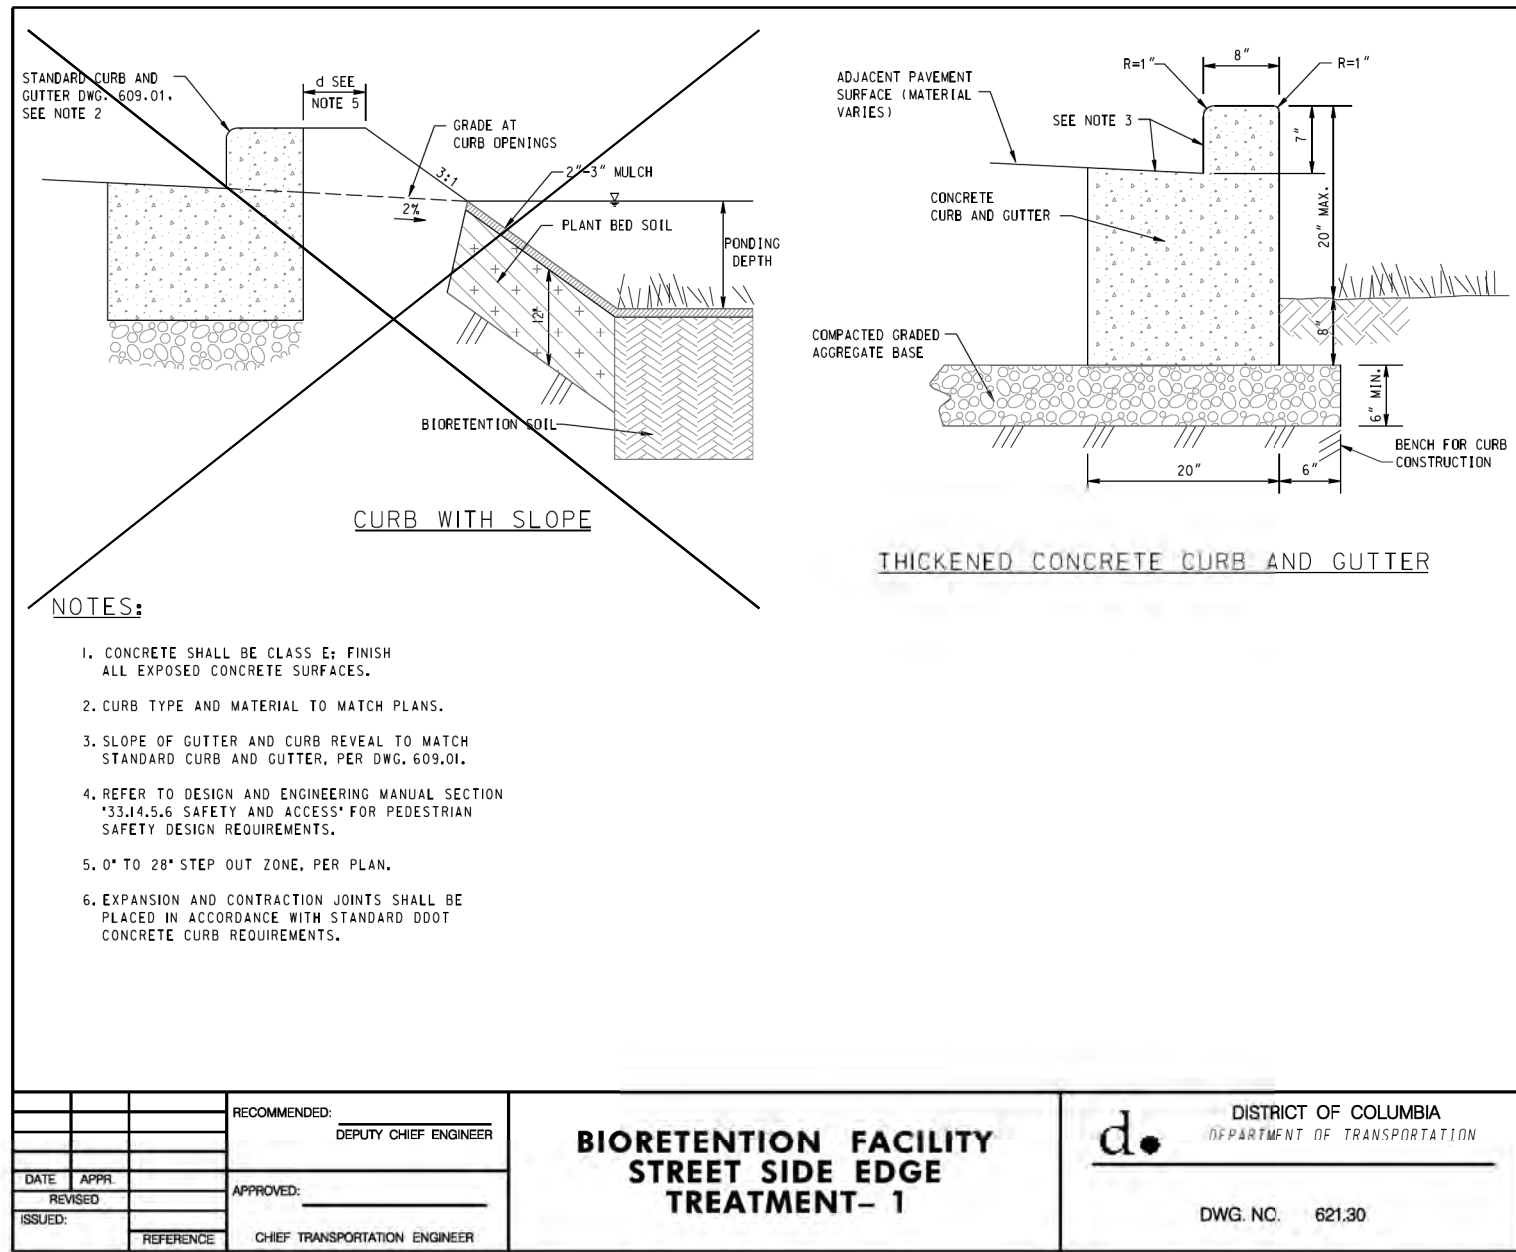 STANDARD CURB AND
GUTTER DWG. 609.01,
SEE NOTE 2
d SEE
NOTE 5
GRADE AT
CURB OPENINGS
3:1
2"-3" MULCH
2%
PLANT BED SOIL
PONDING
DEPTH
12"
BIORETENTION SOIL
CURB WITH SLOPE
ADJACENT PAVEMENT
SURFACE (MATERIAL
VARIES)
R=1"
8"
R=1"
SEE NOTE 3
7"
CONCRETE
CURB AND GUTTER
20" MAX.
8"
COMPACTED GRADED
AGGREGATE BASE
6" MIN.
BENCH FOR CURB
CONSTRUCTION
20"
6"
THICKENED CONCRETE CURB AND GUTTER
NOTES:
1. CONCRETE SHALL BE CLASS E; FINISH
ALL EXPOSED CONCRETE SURFACES.
2. CURB TYPE AND MATERIAL TO MATCH PLANS.
3. SLOPE OF GUTTER AND CURB REVEAL TO MATCH
STANDARD CURB AND GUTTER, PER DWG. 609.01.
4. REFER TO DESIGN AND ENGINEERING MANUAL SECTION
"33.14.5.6 SAFETY AND ACCESS" FOR PEDESTRIAN
SAFETY DESIGN REQUIREMENTS.
5. 0" TO 28" STEP OUT ZONE, PER PLAN.
6. EXPANSION AND CONTRACTION JOINTS SHALL BE
PLACED IN ACCORDANCE WITH STANDARD DDOT
CONCRETE CURB REQUIREMENTS.
DATE APPR.
REVISED
ISSUED:
REFERENCE
RECOMMENDED:
DEPUTY CHIEF ENGINEER
APPROVED:
CHIEF TRANSPORTATION ENGINEER
BIORETENTION FACILITY
STREET SIDE EDGE
TREATMENT- 1
d.
DISTRICT OF COLUMBIA
DEPARTMENT OF TRANSPORTATION
DWG. NO. 621.30